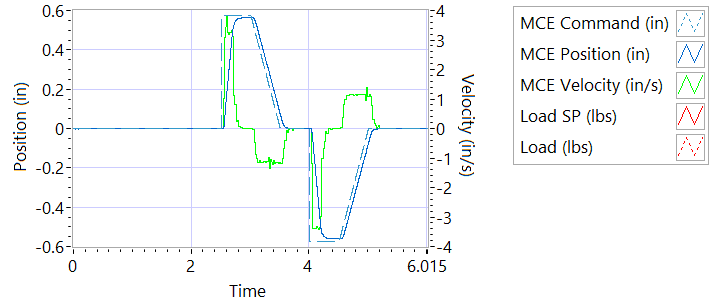 0.6
0.4
0.2
0
-0.2
-0.4
-0.6
Position (in)
4
3
2
1
0
-1
-2
-3
-4
Velocity (in/s)
0
2
4
6.015
Time
MCE Command (in)
MCE Position (in)
MCE Velocity (in/s)
Load SP (lbs)
Load (lbs)